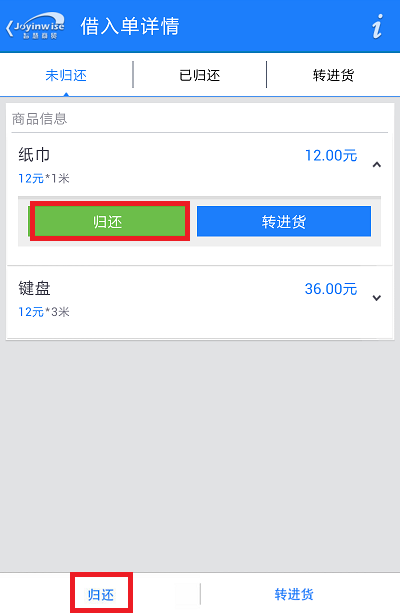 Joyinwise
智慧商贸
借入单详情
i
未归还
已归还
转进货
商品信息
纸巾
12.00元
12元*1米
归还
转进货
键盘
36.00元
12元*3米
归还
转进货